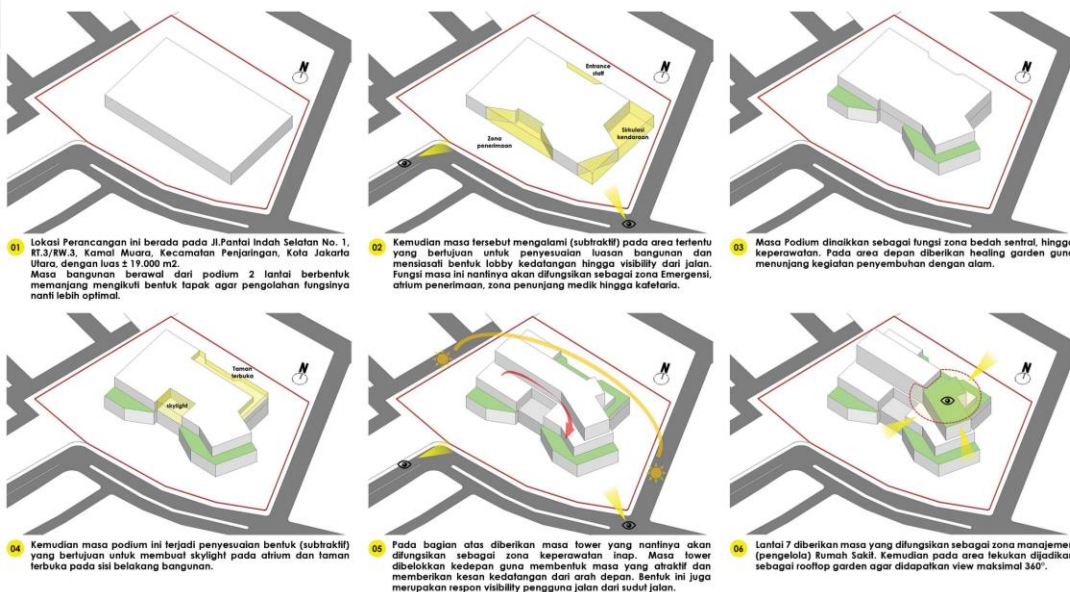 N
01 Lokasi Perancangan ini berada pada Jl.Pantai Indah Selatan No. 1,
RT.3/RW.3, Kamal Muara, Kecamatan Penjaringan, Kota Jakarta
Utara, dengan luas ± 19.000 m2.
Masa bangunan berawal dari podium 2 lantai berbentuk
memanjang mengikuti bentuk tapak agar pengolahan fungsinya
nanti lebih optimal.
Entrance
staff
N
Zona
penerimaan
Sirkulasi
kendaraan
02 Kemudian masa tersebut mengalami (subtraktif) pada area tertentu
yang bertujuan untuk penyesuaian luasan bangunan dan
mensiasati bentuk lobby kedatangan hingga visibility dari jalan.
Fungsi masa ini nantinya akan difungsikan sebagai zona Emergensi,
atrium penerimaan, zona penunjang medik hingga kafetaria.
N
03 Masa Podium dinaikkan sebagai fungsi zona bedah sentral, hingga
keperawatan. Pada area depan diberikan healing garden guna
menunjang kegiatan penyembuhan dengan alam.
Taman
terbuka
N
skylight
04 Kemudian masa podium ini terjadi penyesuaian bentuk (subtraktif)
yang bertujuan untuk membuat skylight pada atrium dan taman
terbuka pada sisi belakang bangunan.
N
05 Pada bagian atas diberikan masa tower yang nantinya akan
difungsikan sebagai zona keperawatan inap. Masa tower
dibelokkan kedepan guna membentuk masa yang atraktif dan
memberikan kesan kedatangan dari arah depan. Bentuk ini juga
merupakan respon visibility pengguna jalan dari sudut jalan.
N
06 Lantai 7 diberikan masa yang difungsikan sebagai zona manajemen
(pengelola) Rumah Sakit. Kemudian pada area tekukan dijadikan
sebagai rooftop garden agar didapatkan view maksimal 360°.